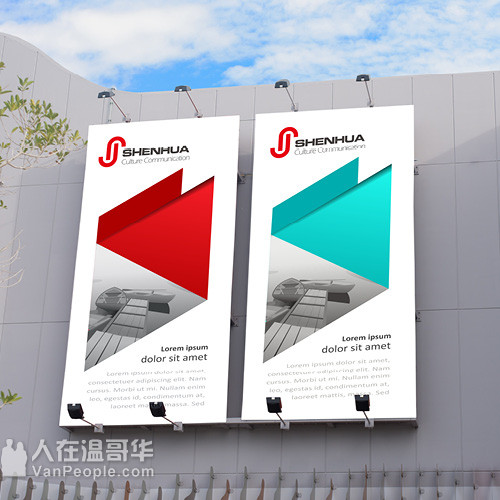 SHENHUA
Culture Communication
Lorem ipsum
dolor sit amet
Lorem ipsum dolor sit amet,
consectetuer adipiscing elit. Nam
cursus. Morbi ut mi. Nullam enim
leo, egestas id, condimentum at,
laoreet mattis, massa. Sed
SHENHUA
Culture Communication
Lorem ipsum
dolor sit amet
Lorem ipsum dolor sit amet,
consectetuer adipiscing elit. Nam
cursus. Morbi ut mi. Nullam enim
leo, egestas id, condimentum at,
laoreet mattis, massa. Sed
人在温哥华
VanPeople.com